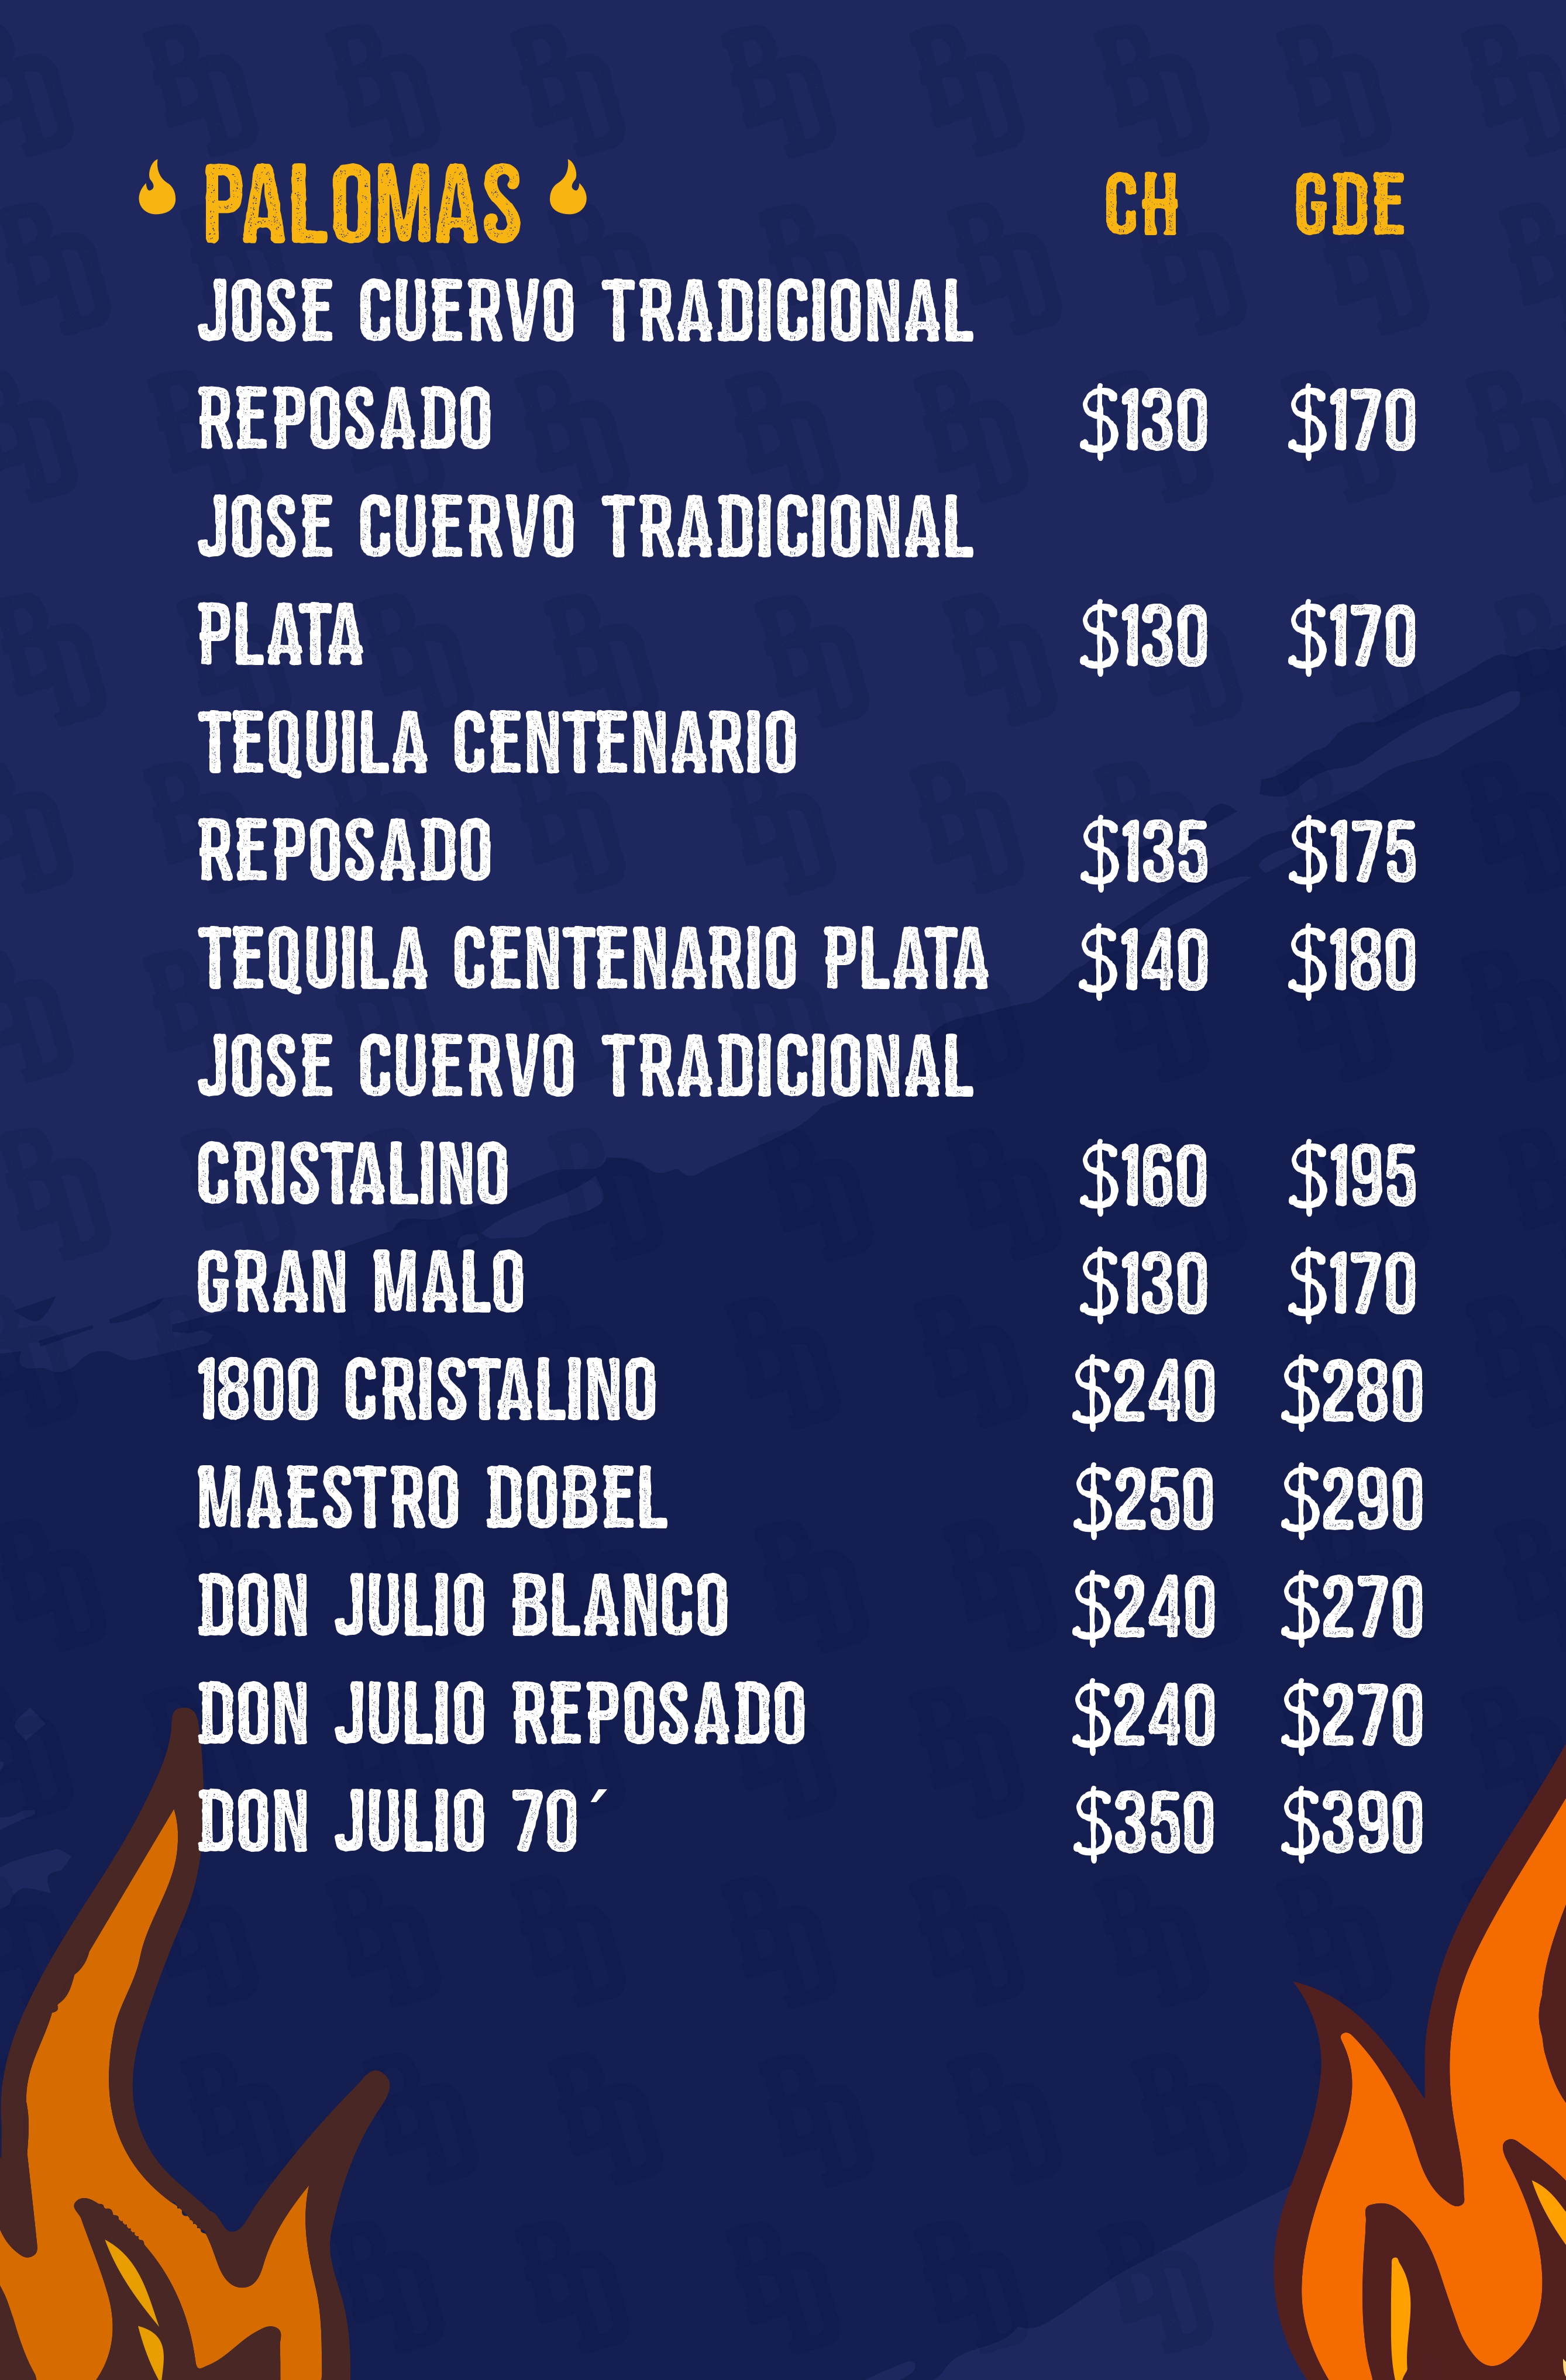 PALOMAS CH GDE
JOSE CUERVO TRADICIONAL
REPOSADO $130 $170
JOSE CUERVO TRADICIONAL
PLATA $130 $170
TEQUILA CENTENARIO
REPOSADO $135 $175
TEQUILA CENTENARIO PLATA $140 $180
JOSE CUERVO TRADICIONAL
CRISTALINO $160 $195
GRAN MALO $130 $170
1800 CRISTALINO $240 $280
MAESTRO DOBEL $250 $290
DON JULIO BLANCO $240 $270
DON JULIO REPOSADO $240 $270
DON JULIO 70´ $350 $390